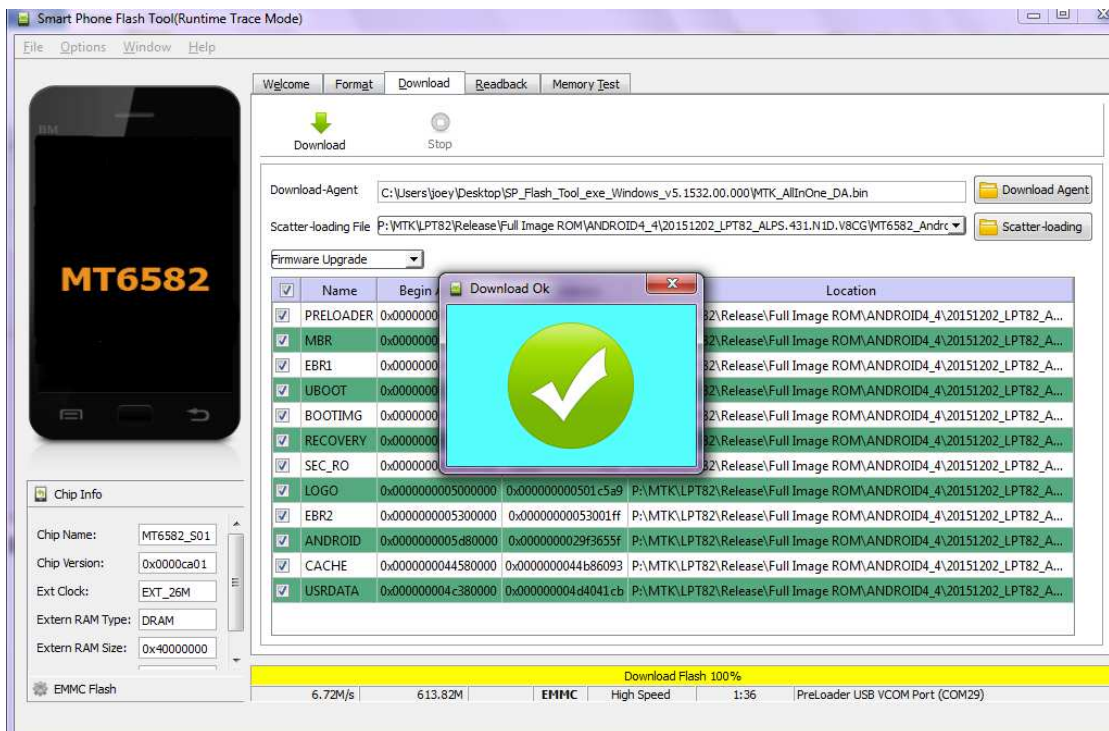 Smart Phone Flash Tool(Runtime Trace Mode)
File Options Window Help
Welcome Format Download Readback Memory Test
BM
Download Stop
Download-Agent C:\Users\joey\Desktop\SP_Flash_Tool_exe_Windows_v5.1532.00.000\MTK_AllInOne_DA.bin Download Agent
Scatter-loading File P:\MTK\LPT82\Release\Full Image ROM\ANDROID4_4\20151202_LPT82_ALPS.431.N1D.V8CG\MT6582_Andrc Scatter-loading
Firmware Upgrade
MT6582
Download Ok
Name Begin Location
PRELOADER 0x0000000 32\Release\Full Image ROM\ANDROID4_4\20151202_LPT82_A...
MBR 0x0000000 32\Release\Full Image ROM\ANDROID4_4\20151202_LPT82_A...
EBR1 0x0000000 32\Release\Full Image ROM\ANDROID4_4\20151202_LPT82_A...
UBOOT 0x0000000 32\Release\Full Image ROM\ANDROID4_4\20151202_LPT82_A...
BOOTIMG 0x0000000 32\Release\Full Image ROM\ANDROID4_4\20151202_LPT82_A...
RECOVERY 0x0000000 32\Release\Full Image ROM\ANDROID4_4\20151202_LPT82_A...
SEC_RO 0x0000000 32\Release\Full Image ROM\ANDROID4_4\20151202_LPT82_A...
LOGO 0x0000000005000000 0x000000000501c5a9 P:\MTK\LPT82\Release\Full Image ROM\ANDROID4_4\20151202_LPT82_A...
EBR2 0x0000000005300000 0x00000000053001ff P:\MTK\LPT82\Release\Full Image ROM\ANDROID4_4\20151202_LPT82_A...
ANDROID 0x0000000005d80000 0x0000000029f3655f P:\MTK\LPT82\Release\Full Image ROM\ANDROID4_4\20151202_LPT82_A...
CACHE 0x0000000044580000 0x0000000044b86093 P:\MTK\LPT82\Release\Full Image ROM\ANDROID4_4\20151202_LPT82_A...
USRDATA 0x000000004c380000 0x000000004d4041cb P:\MTK\LPT82\Release\Full Image ROM\ANDROID4_4\20151202_LPT82_A...
Chip Info
Chip Name: MT6582_S01
Chip Version: 0x0000ca01
Ext Clock: EXT_26M
Extern RAM Type: DRAM
Extern RAM Size: 0x40000000
EMMC Flash
Download Flash 100%
6.72M/s 613.82M EMMC High Speed 1:36 PreLoader USB VCOM Port (COM29)